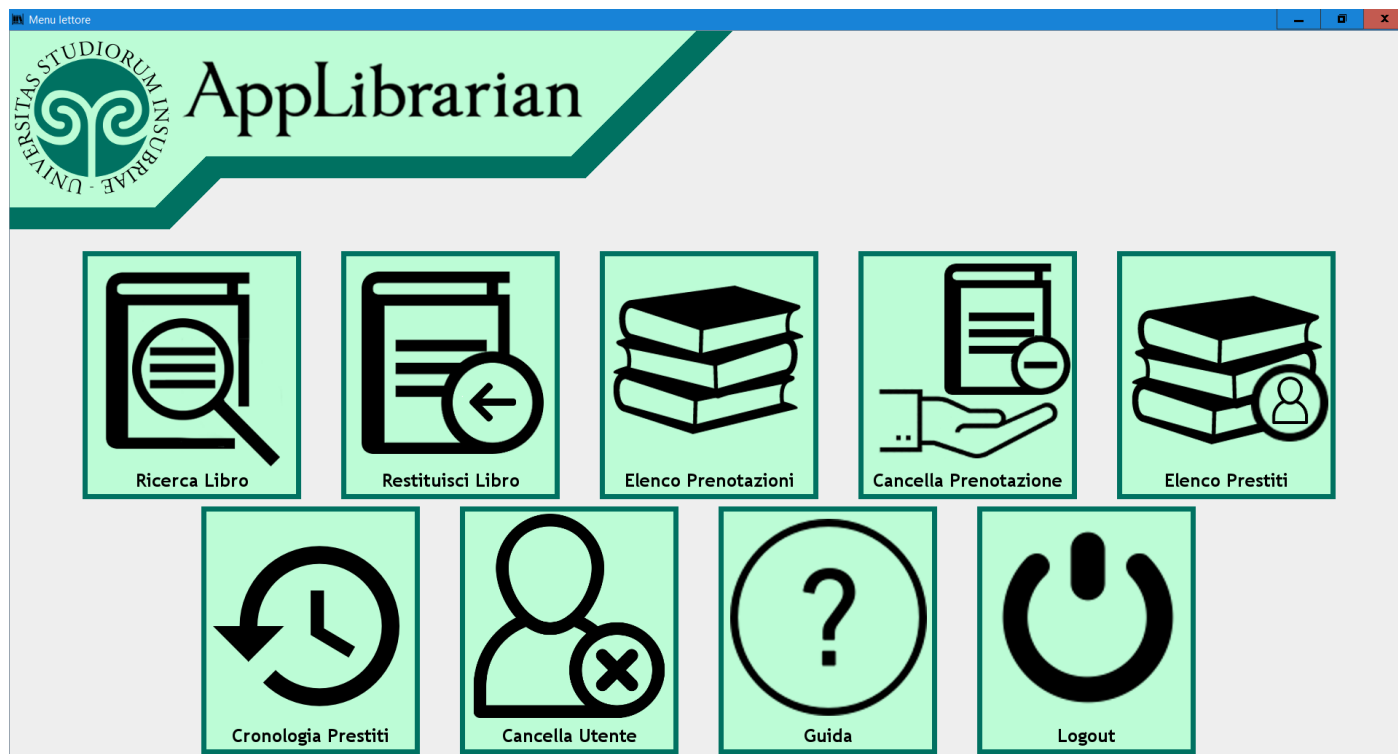 Menu lettore
UNIVERSITAS STUDIORUM INSUBRIAE -
AppLibrarian
Ricerca Libro
Restituisci Libro
Elenco Prenotazioni
Cancella Prenotazione
Elenco Prestiti
Cronologia Prestiti
Cancella Utente
Guida
Logout